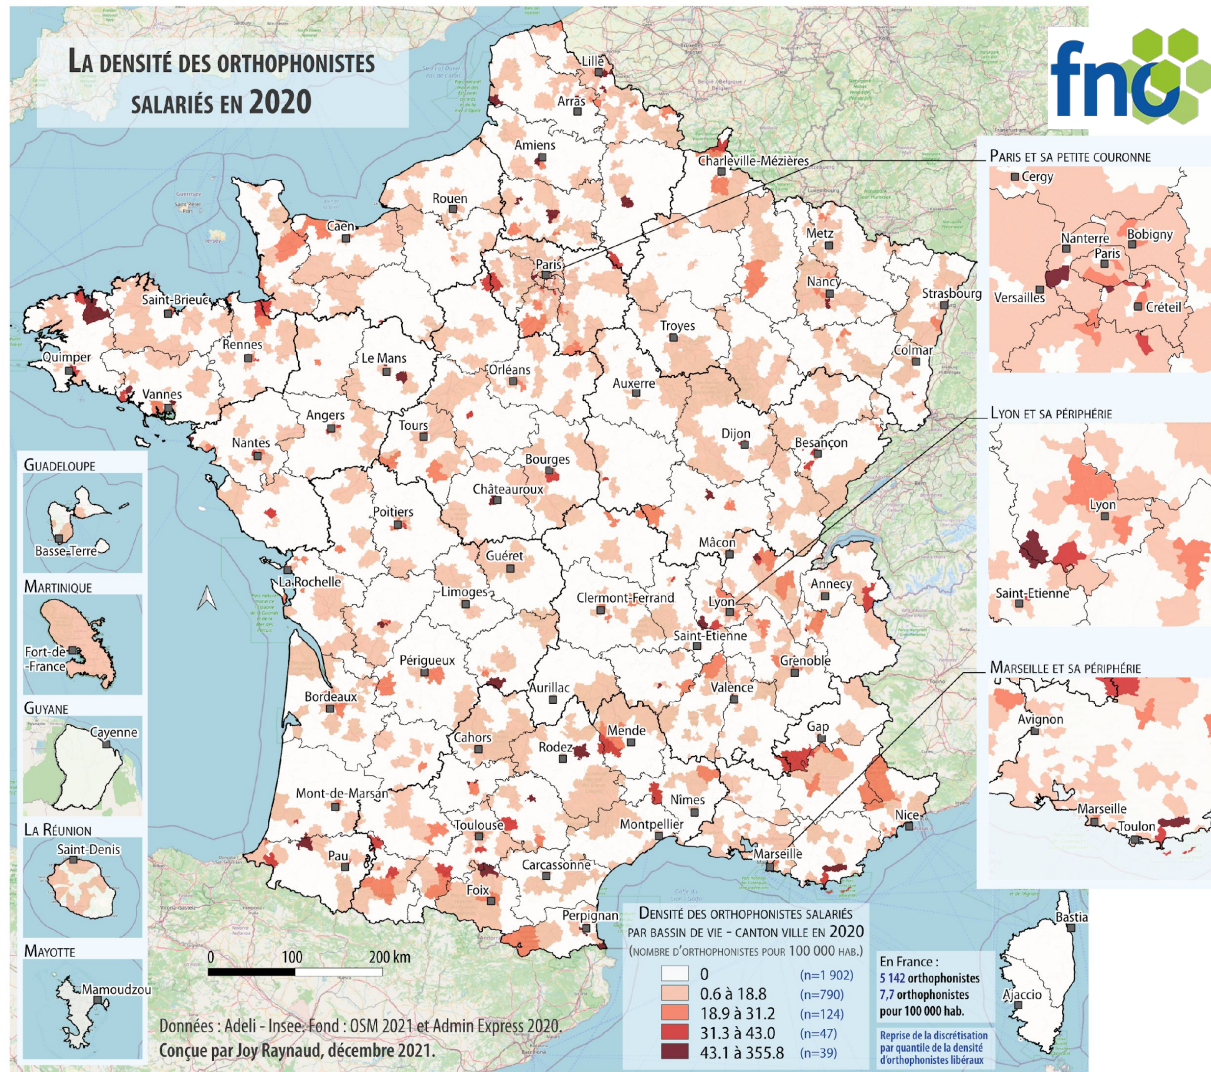 LA DENSITÉ DES ORTHOPHONISTES
SALARIÉS EN 2020
fno
Lille
Arras
Amiens
Charleville-Mézières
Rouen
Caen
Metz
Paris
Nancy
Strasbourg
Saint-Brieuc
Troyes
Rennes
Colmar
Quimper
Le Mans
Orléans
Auxerre
Vannes
Angers
Tours
Dijon
Besançon
Nantes
Bourges
Châteauroux
Poitiers
Mâcon
Guéret
La Rochelle
Annecy
Limoges
Clermont-Ferrand
Lyon
Saint-Etienne
Périgueux
Grenoble
Aurillac
Valence
Bordeaux
Gap
Mende
Cahors
Rodez
Mont-de-Marsan
Nîmes
Toulouse
Montpellier
Nice
Pau
Marseille
Carcassonne
Foix
Perpignan
Bastia
Ajaccio
PARIS ET SA PETITE COURONNE
Cergy
Nanterre
Bobigny
Paris
Versailles
Créteil
LYON ET SA PÉRIPHÉRIE
Lyon
Saint-Etienne
MARSEILLE ET SA PÉRIPHÉRIE
Avignon
Marseille
Toulon
GUADELOUPE
Basse-Terre
MARTINIQUE
Fort-de
-France
GUYANE
Cayenne
LA RÉUNION
Saint-Denis
MAYOTTE
Mamoudzou
0 100 200 km
Données : Adeli - Insee. Fond : OSM 2021 et Admin Express 2020.
Conçue par Joy Raynaud, décembre 2021.
DENSITÉ DES ORTHOPHONISTES SALARIÉS
PAR BASSIN DE VIE – CANTON VILLE EN 2020
(NOMBRE D'ORTHOPHONISTES POUR 100 000 HAB.)
0 (n=1 902)
0.6 à 18.8 (n=790)
18.9 à 31.2 (n=124)
31.3 à 43.0 (n=47)
43.1 à 355.8 (n=39)
En France :
5 142 orthophonistes
7,7 orthophonistes
pour 100 000 hab.
Reprise de la discrétisation
par quantile de la densité
d'orthophonistes libéraux